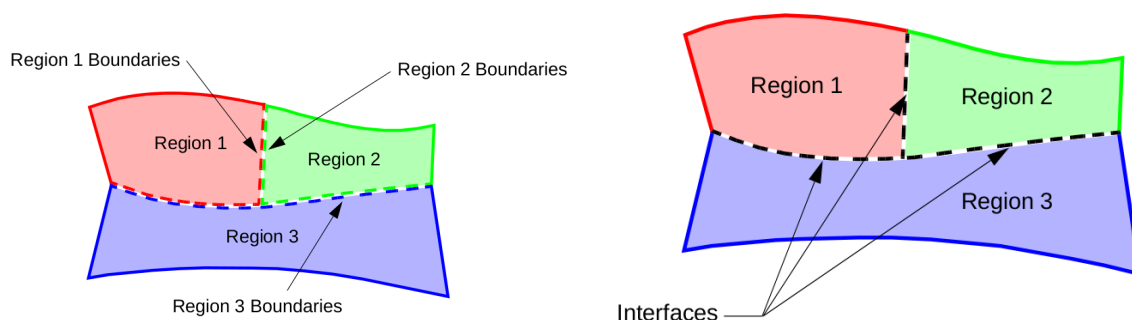 Region 1 Boundaries
Region 2 Boundaries
Region 1
Region 2
Region 3
Region 3 Boundaries
Region 1
Region 2
Region 3
Interfaces